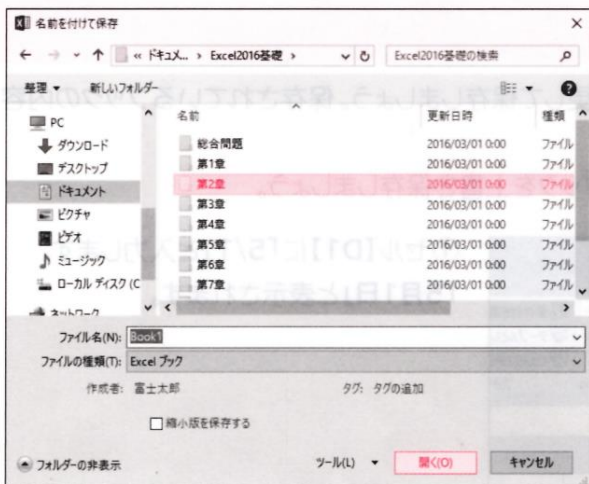 名前を付けて保存
« ドキュメ... › Excel2016基礎 ›
Excel2016基礎の検索
整理 ▼ 新しいフォルダー
PC
ダウンロード
デスクトップ
ドキュメント
ピクチャ
ビデオ
ミュージック
ローカル ディスク (C
ネットワーク
名前 更新日時 種類
総合問題 2016/03/01 0:00 ファイル
第1章 2016/03/01 0:00 ファイル
第2章 2016/03/01 0:00 ファイル
第3章 2016/03/01 0:00 ファイル
第4章 2016/03/01 0:00 ファイル
第5章 2016/03/01 0:00 ファイル
第6章 2016/03/01 0:00 ファイル
第7章 2016/03/01 0:00 ファイル
ファイル名(N): Book1
ファイルの種類(T): Excel ブック
作成者: 富士太郎 タグ: タグの追加
縮小版を保存する
フォルダーの非表示 ツール(L) ▼ 開く(O) キャンセル